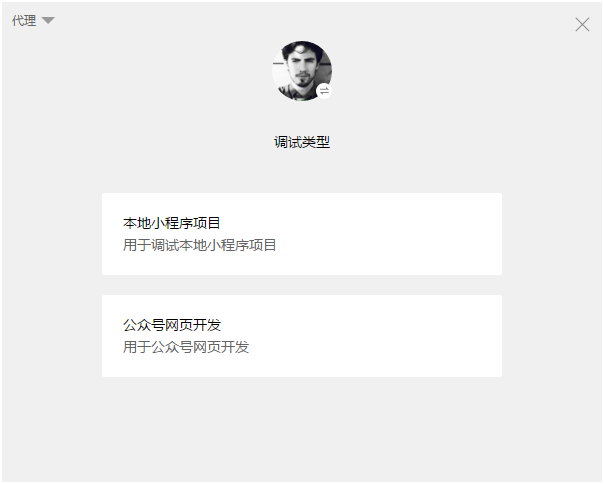 代理
调试类型
本地小程序项目
用于调试本地小程序项目
公众号网页开发
用于公众号网页开发